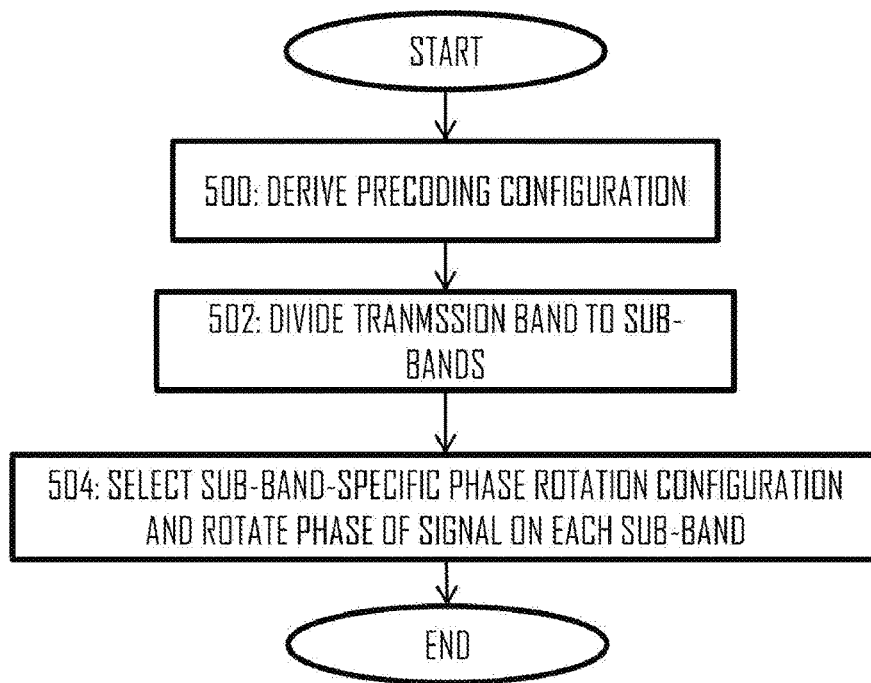 START
500: DERIVE PRECODING CONFIGURATION
502: DIVIDE TRANMSSION BAND TO SUB-
BANDS
504: SELECT SUB-BAND-SPECIFIC PHASE ROTATION CONFIGURATION
AND ROTATE PHASE OF SIGNAL ON EACH SUB-BAND
END